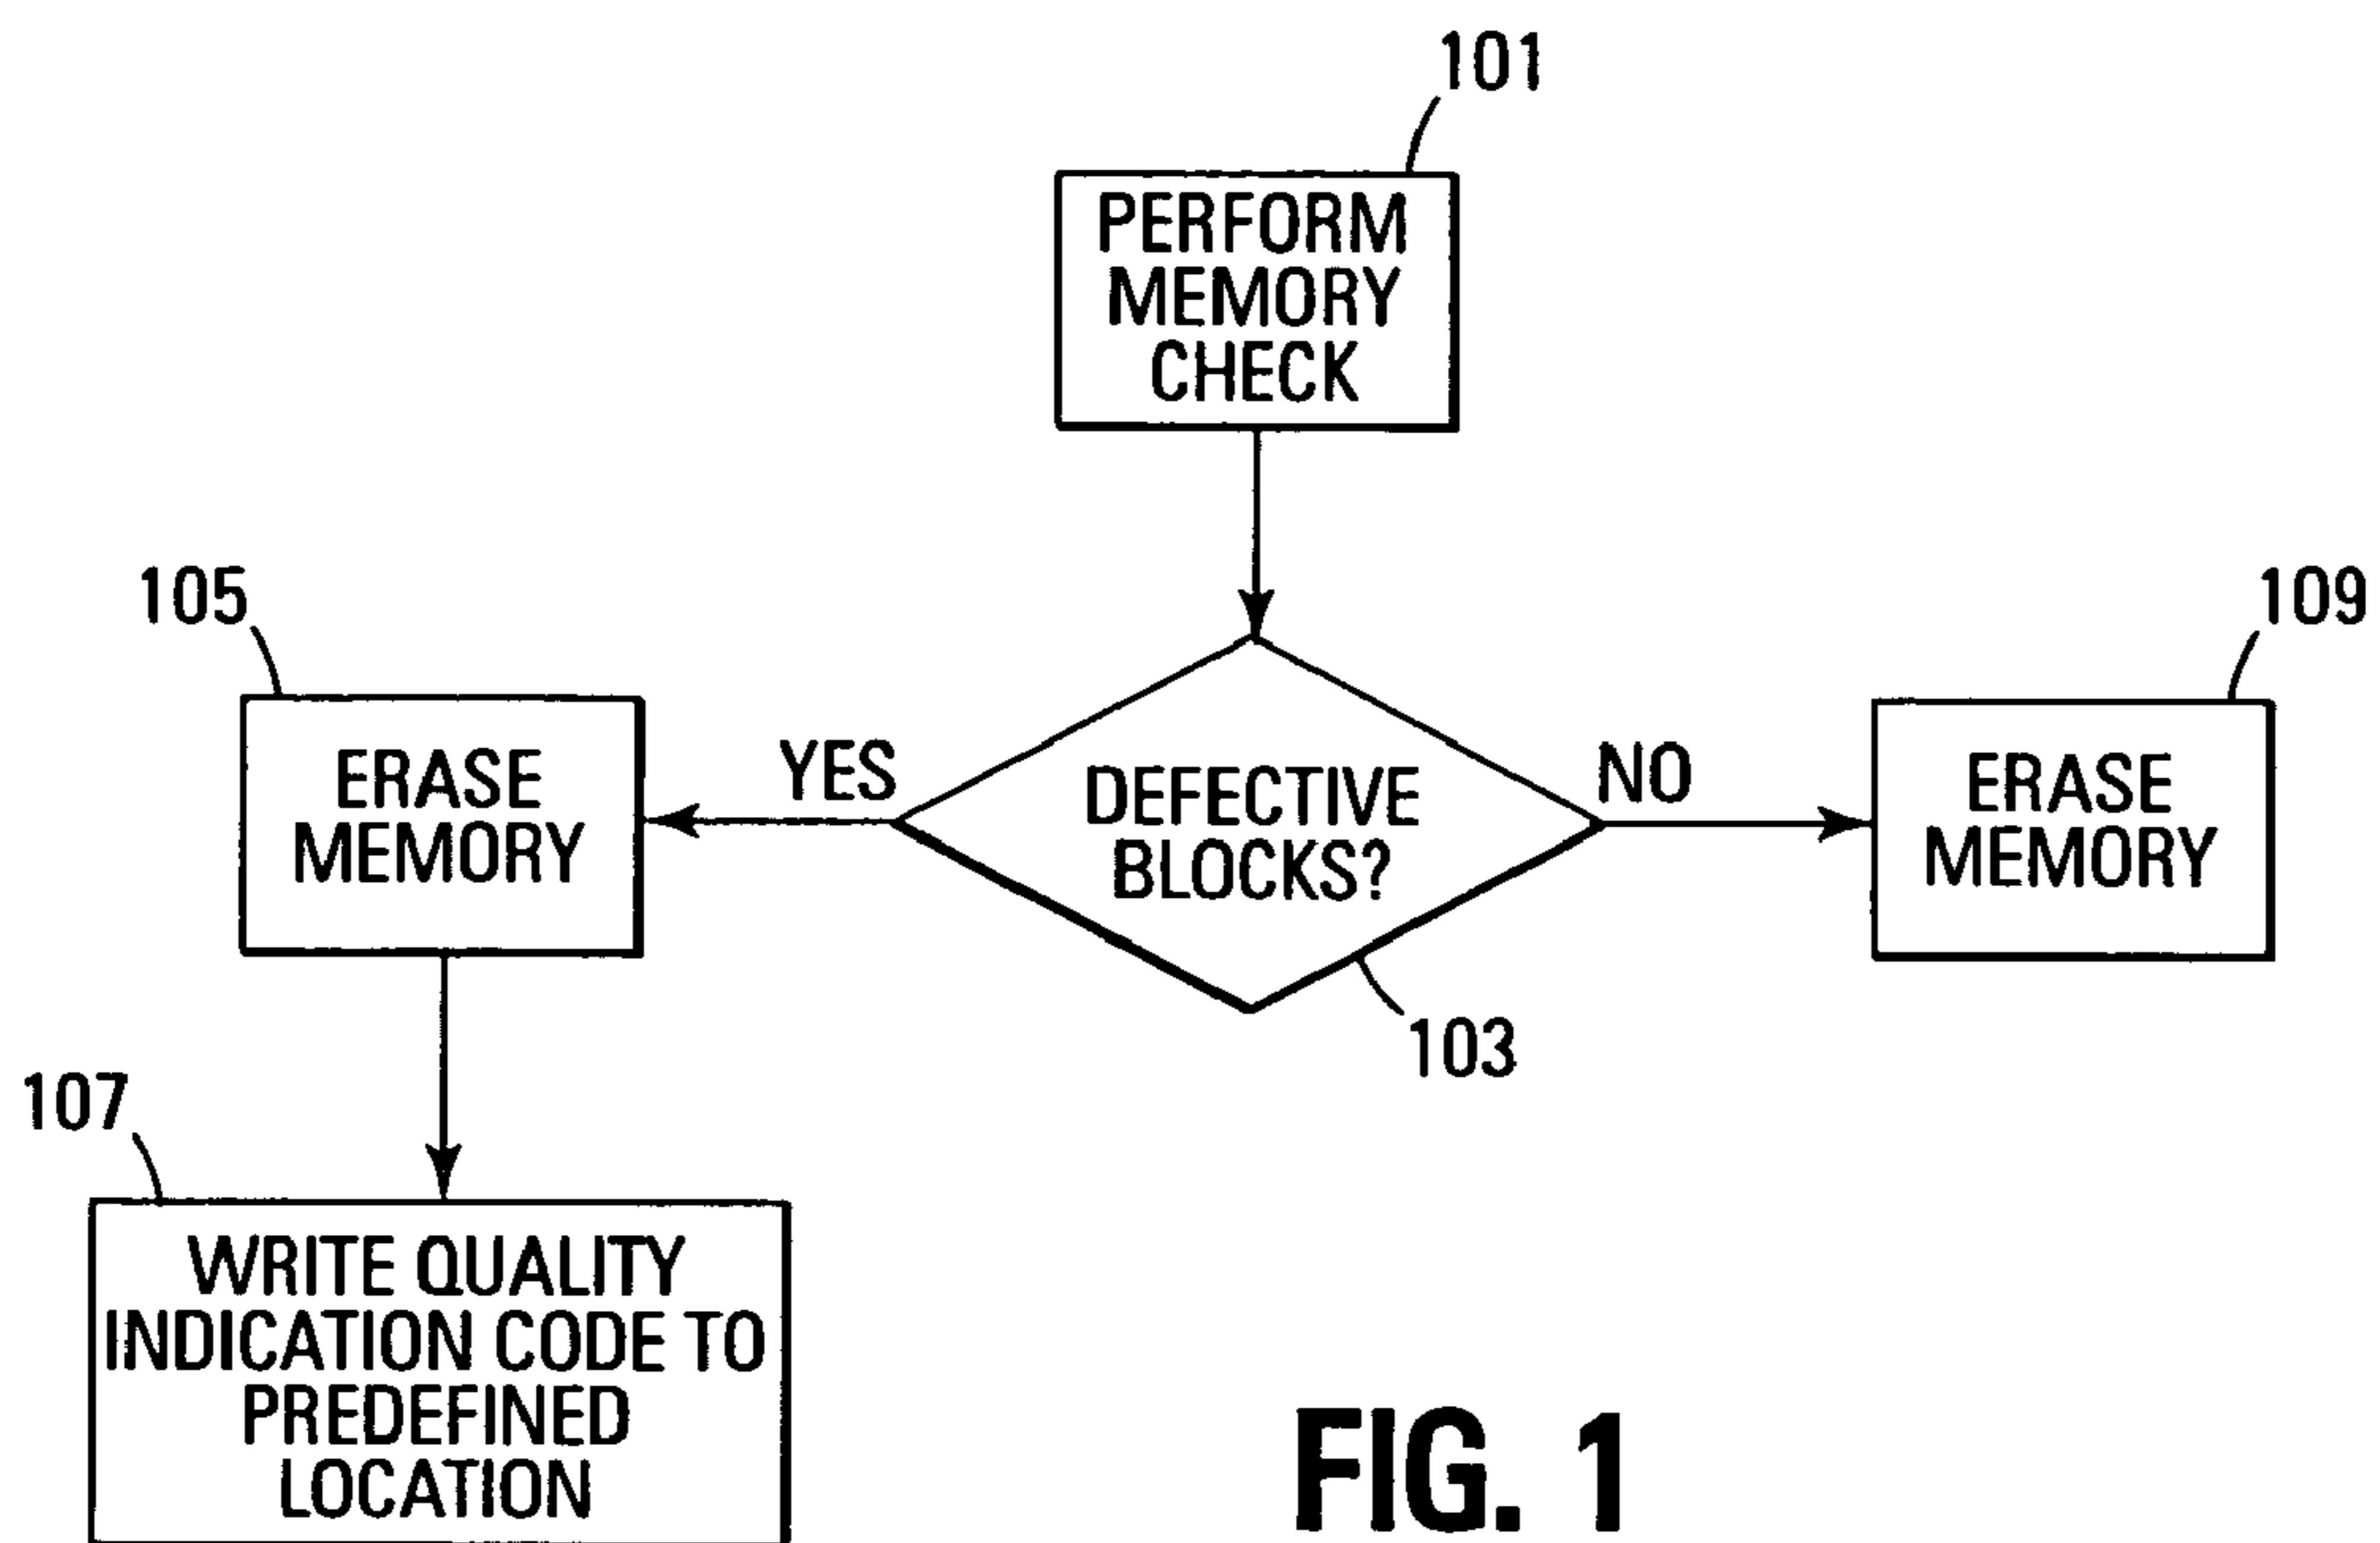 101
PERFORM
MEMORY
CHECK
105
109
ERASE
MEMORY
YES
DEFECTIVE
BLOCKS?
NO
ERASE
MEMORY
103
107
WRITE QUALITY
INDICATION CODE TO
PREDEFINED
LOCATION
FIG. 1